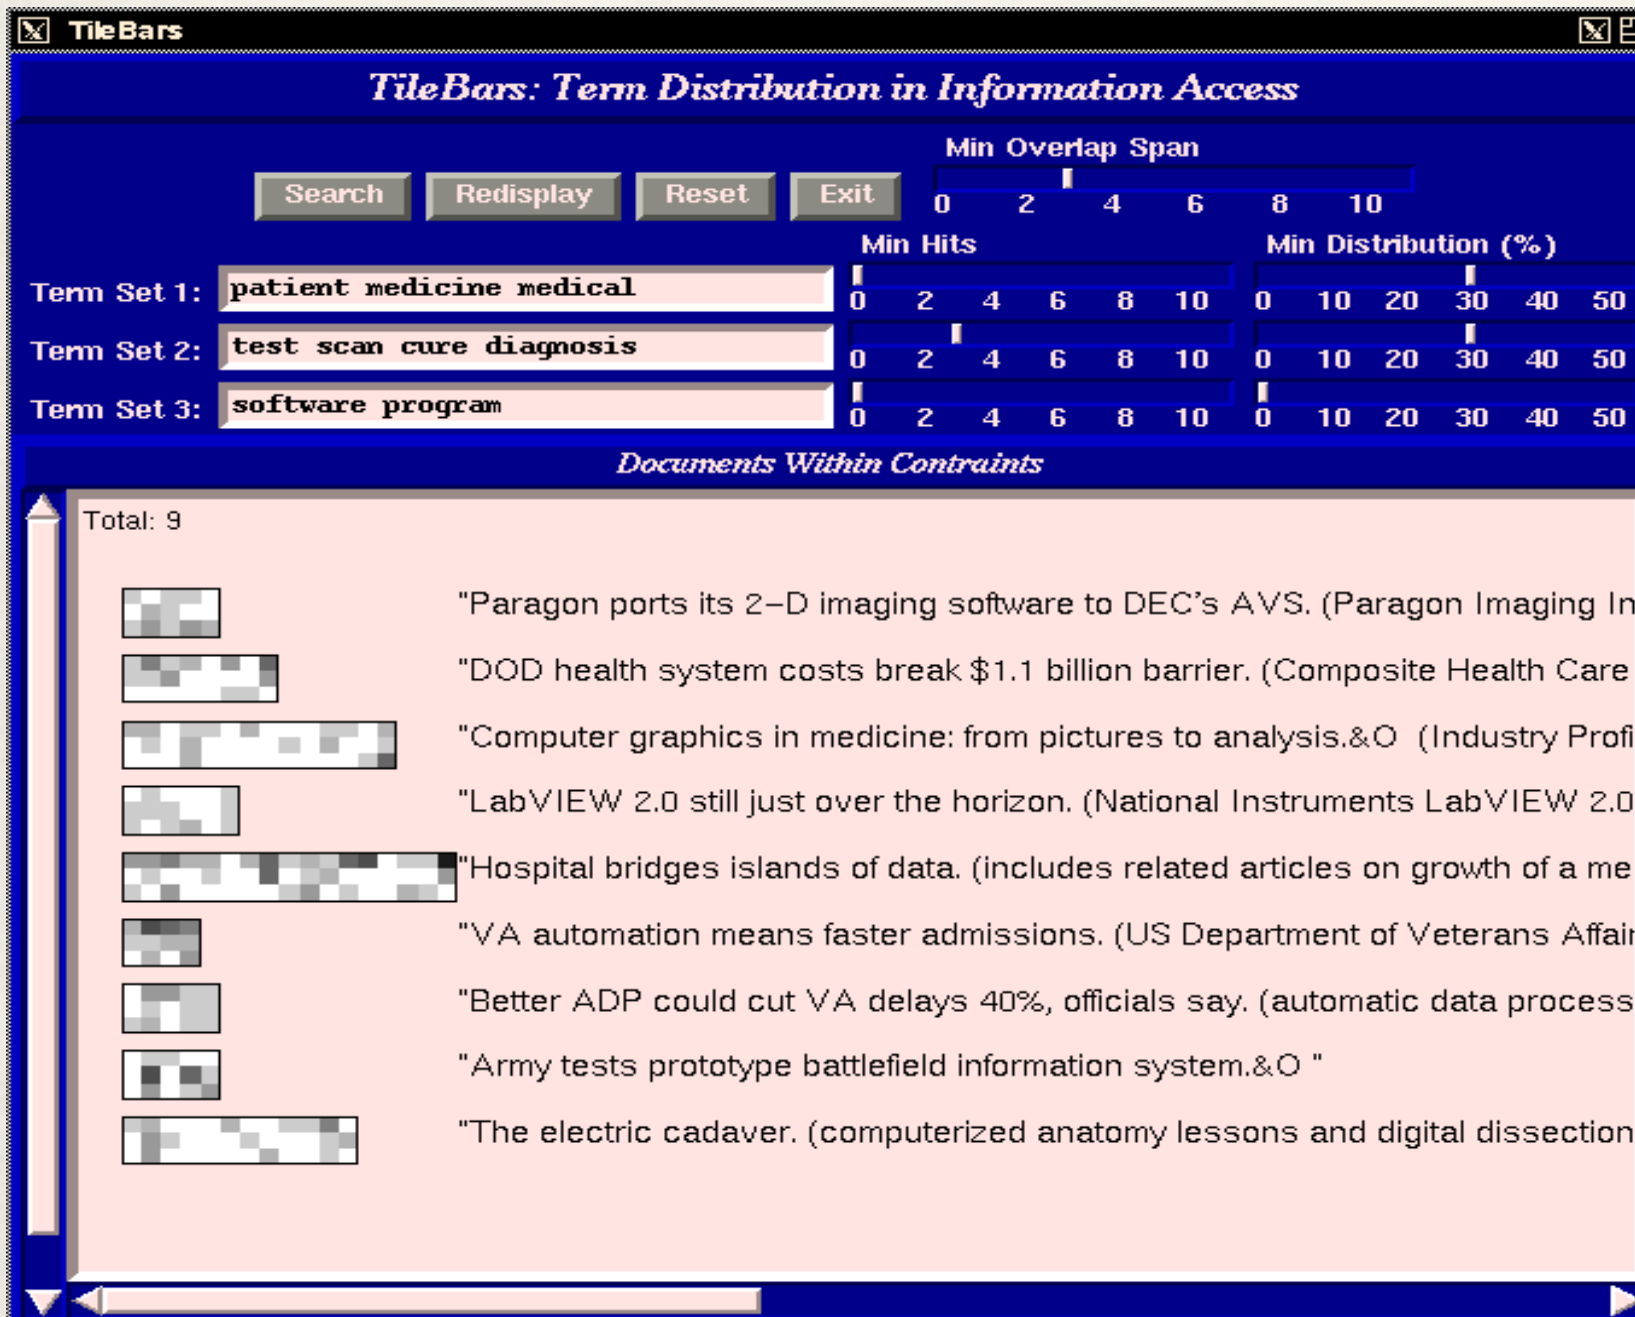 TileBars
TileBars: Term Distribution in Information Access
Min Overlap Span
Search Redisplay Reset Exit
0 2 4 6 8 10
Min Hits Min Distribution (%)
Term Set 1: patient medicine medical
0 2 4 6 8 10 0 10 20 30 40 50
Term Set 2: test scan cure diagnosis
0 2 4 6 8 10 0 10 20 30 40 50
Term Set 3: software program
0 2 4 6 8 10 0 10 20 30 40 50
Documents Within Contraints
Total: 9
"Paragon ports its 2-D imaging software to DEC's AVS. (Paragon Imaging In
"DOD health system costs break $1.1 billion barrier. (Composite Health Care
"Computer graphics in medicine: from pictures to analysis.&O (Industry Profi
"LabVIEW 2.0 still just over the horizon. (National Instruments LabVIEW 2.0
"Hospital bridges islands of data. (includes related articles on growth of a me
"VA automation means faster admissions. (US Department of Veterans Affair
"Better ADP could cut VA delays 40%, officials say. (automatic data process
"Army tests prototype battlefield information system.&O "
"The electric cadaver. (computerized anatomy lessons and digital dissection